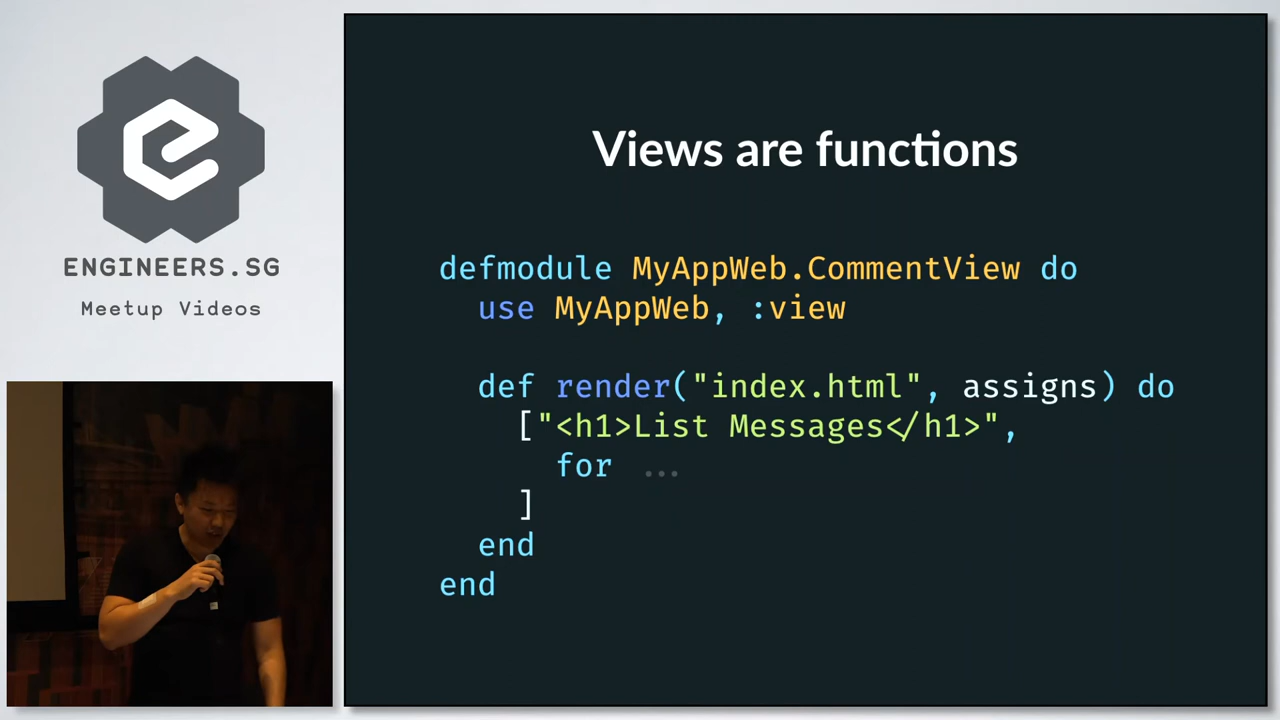 ENGINEERS.SG
Meetup Videos
Views are functions
defmodule MyAppWeb.CommentView do
use MyAppWeb, :view
def render("index.html", assigns) do
["<h1>List Messages</h1>",
for ...
]
end
end